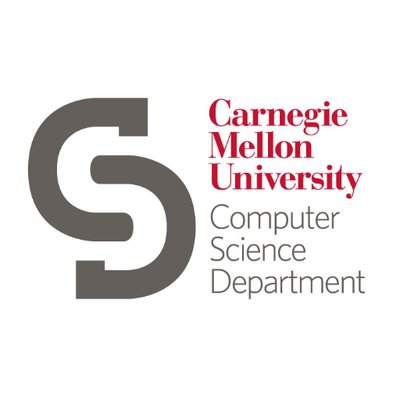 Carnegie
Mellon
University
Computer
Science
Department